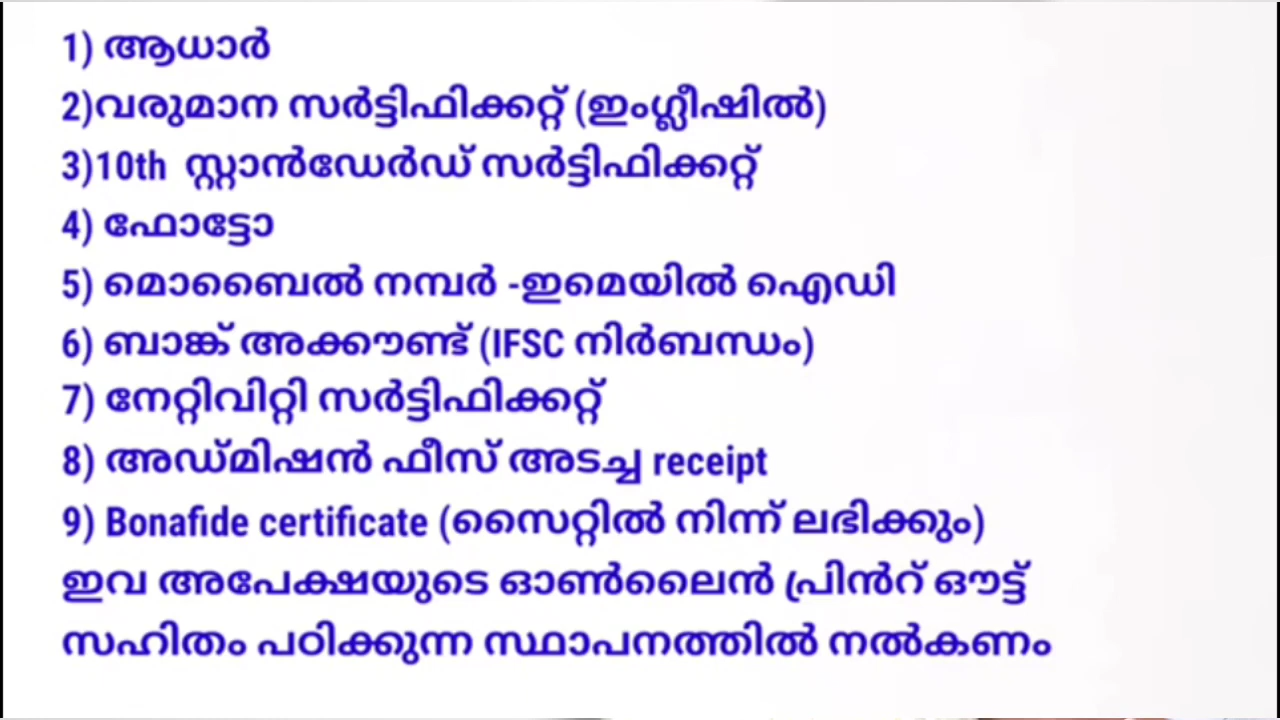 1) ആധാർ
2)വരുമാന സർട്ടിഫിക്കറ്റ് (ഇംഗ്ലീഷിൽ)
3)10th സ്റ്റാൻഡേർഡ് സർട്ടിഫിക്കറ്റ്
4) ഫോട്ടോ
5) മൊബൈൽ നമ്പർ -ഇമെയിൽ ഐഡി
6) ബാങ്ക് അക്കൗണ്ട് (IFSC നിർബന്ധം)
7) നേറ്റിവിറ്റി സർട്ടിഫിക്കറ്റ്
8) അഡ്മിഷൻ ഫീസ് അടച്ച receipt
9) Bonafide certificate (സൈറ്റിൽ നിന്ന് ലഭിക്കും)
ഇവ അപേക്ഷയുടെ ഓൺലൈൻ പ്രിൻറ് ഔട്ട്
സഹിതം പഠിക്കുന്ന സ്ഥാപനത്തിൽ നൽകണം